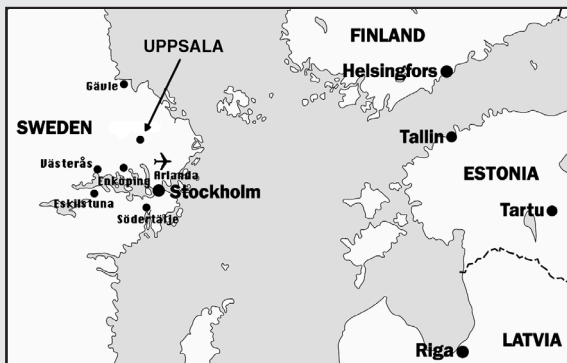 UPPSALA
FINLAND
Helsingfors
Gävle
SWEDEN
Tallin
Västerås
Enköping
Arlanda
ESTONIA
Stockholm
Eskilstuna
Tartu
Södertälje
LATVIA
Riga